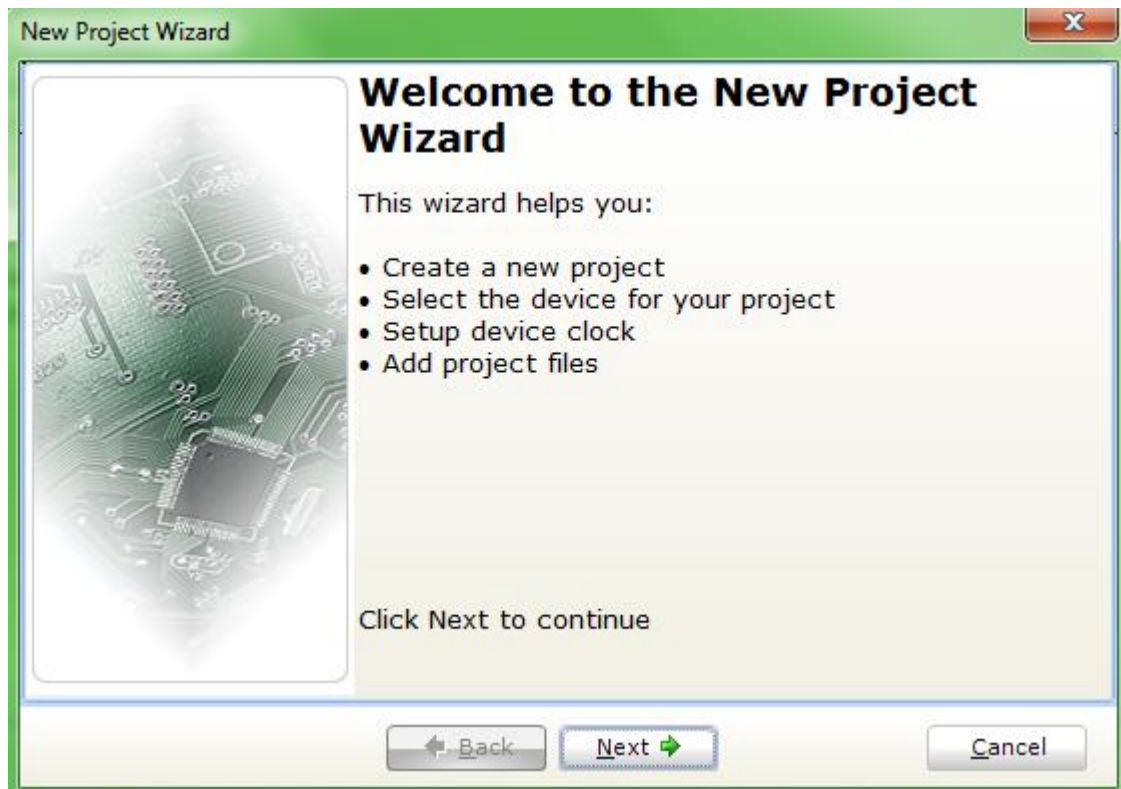 New Project Wizard
Welcome to the New Project
Wizard
This wizard helps you:
• Create a new project
• Select the device for your project
• Setup device clock
• Add project files
Click Next to continue
Back
Next
Cancel